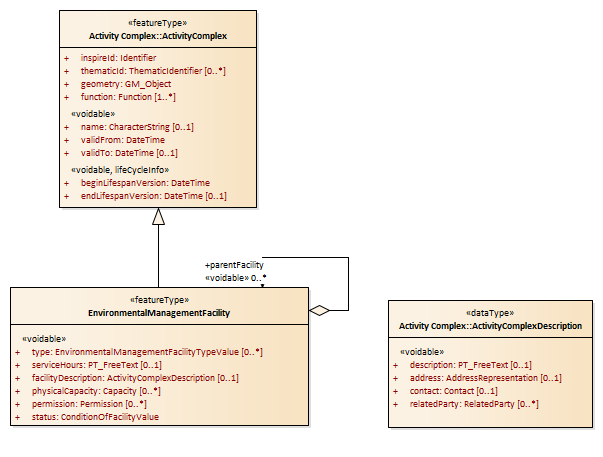 «featureType»
Activity Complex::ActivityComplex
+ inspireId: Identifier
+ thematicId: ThematicIdentifier [0..*]
+ geometry: GM_Object
+ function: Function [1..*]
«voidable»
+ name: CharacterString [0..1]
+ validFrom: DateTime
+ validTo: DateTime [0..1]
«voidable, lifeCycleInfo»
+ beginLifespanVersion: DateTime
+ endLifespanVersion: DateTime [0..1]
+parentFacility
«voidable» 0..*
«featureType»
EnvironmentalManagementFacility
«voidable»
+ type: EnvironmentalManagementFacilityTypeValue [0..*]
+ serviceHours: PT_FreeText [0..1]
+ facilityDescription: ActivityComplexDescription [0..1]
+ physicalCapacity: Capacity [0..*]
+ permission: Permission [0..*]
+ status: ConditionOfFacilityValue
«dataType»
Activity Complex::ActivityComplexDescription
«voidable»
+ description: PT_FreeText [0..1]
+ address: AddressRepresentation [0..1]
+ contact: Contact [0..1]
+ relatedParty: RelatedParty [0..*]